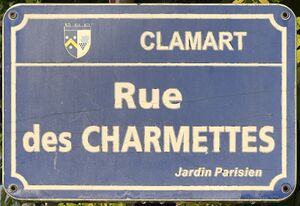 CLAMART
Rue
des CHARMETTES
Jardin Parisien